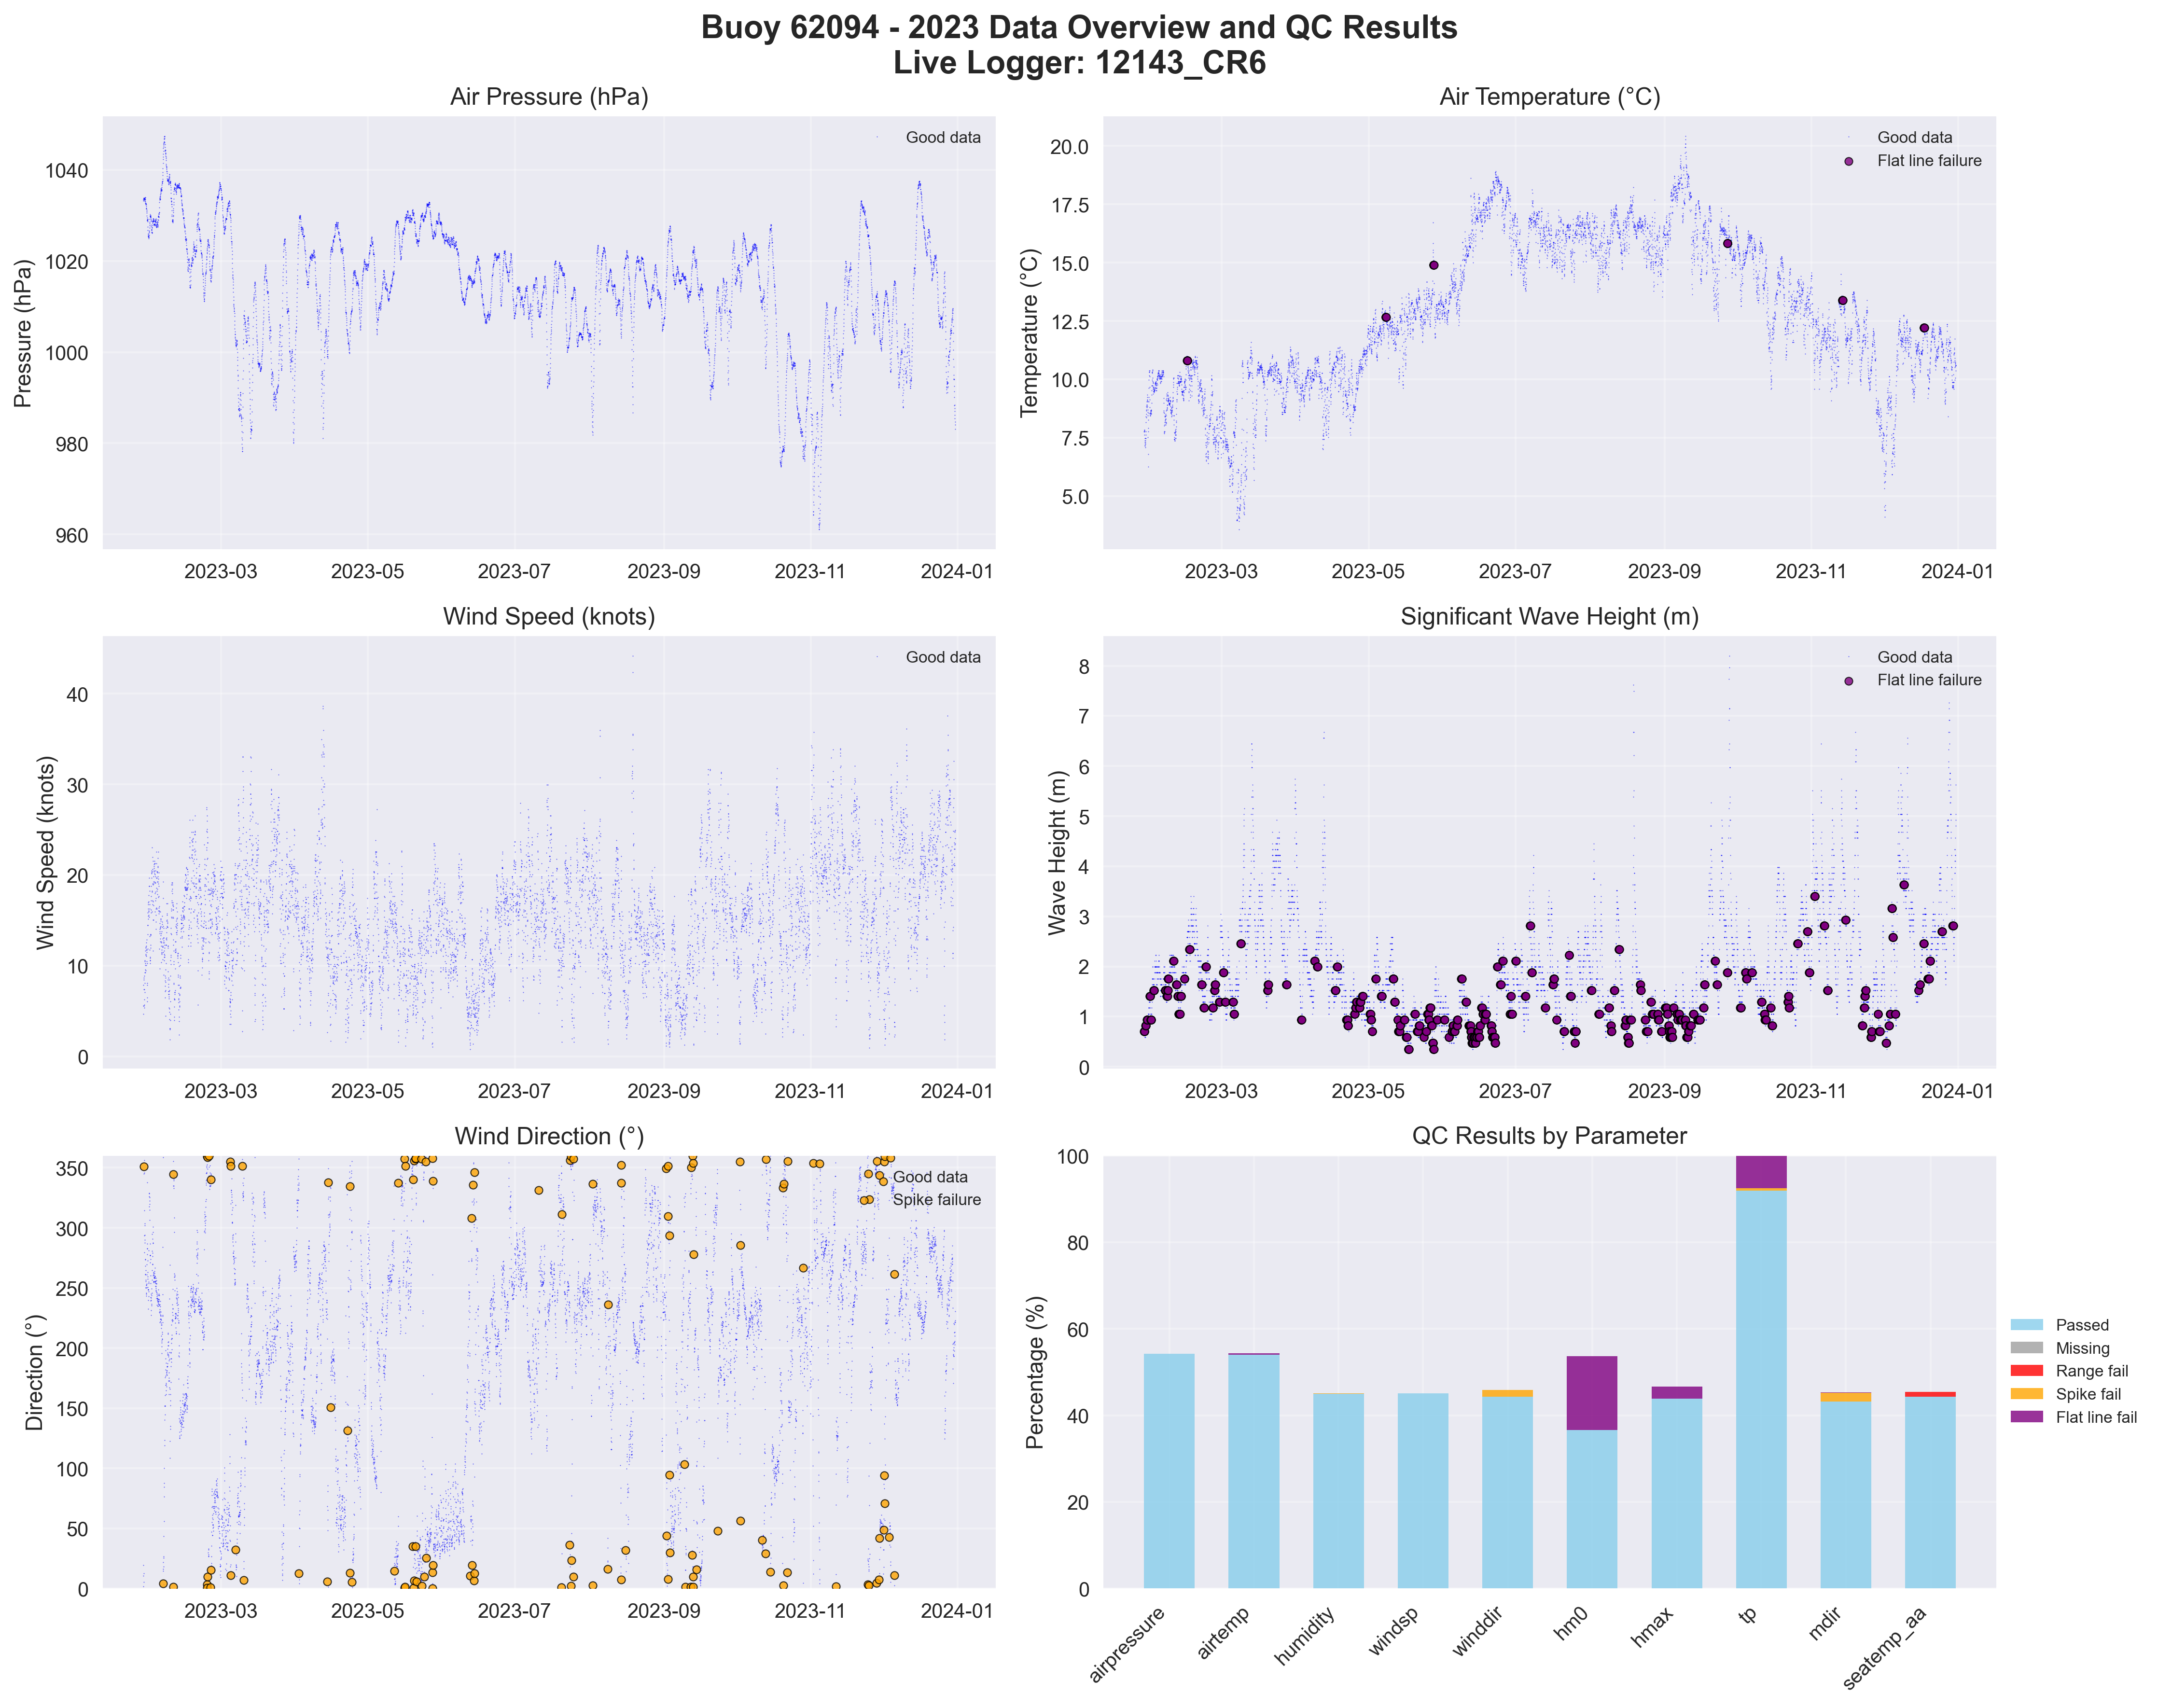 Buoy 62094 - 2023 Data Overview and QC Results
Live Logger: 12143_CR6
Air Pressure (hPa)
Good data
Pressure (hPa)
1040
1020
1000
980
960
2023-03
2023-05
2023-07
2023-09
2023-11
2024-01
Air Temperature (°C)
Good data
Flat line failure
Temperature (°C)
20.0
17.5
15.0
12.5
10.0
7.5
5.0
2023-03
2023-05
2023-07
2023-09
2023-11
2024-01
Wind Speed (knots)
Good data
Wind Speed (knots)
40
30
20
10
0
2023-03
2023-05
2023-07
2023-09
2023-11
2024-01
Significant Wave Height (m)
Good data
Flat line failure
Wave Height (m)
8
7
6
5
4
3
2
1
0
2023-03
2023-05
2023-07
2023-09
2023-11
2024-01
Wind Direction (°)
Good data
Spike failure
Direction (°)
350
300
250
200
150
100
50
0
2023-03
2023-05
2023-07
2023-09
2023-11
2024-01
QC Results by Parameter
Percentage (%)
100
80
60
40
20
0
airpressure
airtemp
humidity
windsp
winddir
hm0
hmax
tp
mdir
seatemp_aa
Passed
Missing
Range fail
Spike fail
Flat line fail